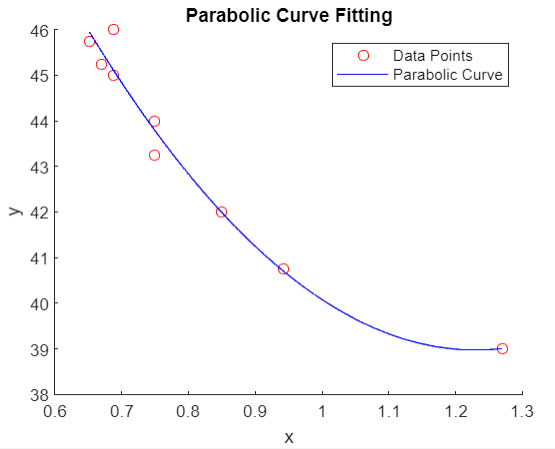 Parabolic Curve Fitting
Data Points
Parabolic Curve
y
46
45
44
43
42
41
40
39
38
0.6 0.7 0.8 0.9 1 1.1 1.2 1.3
x